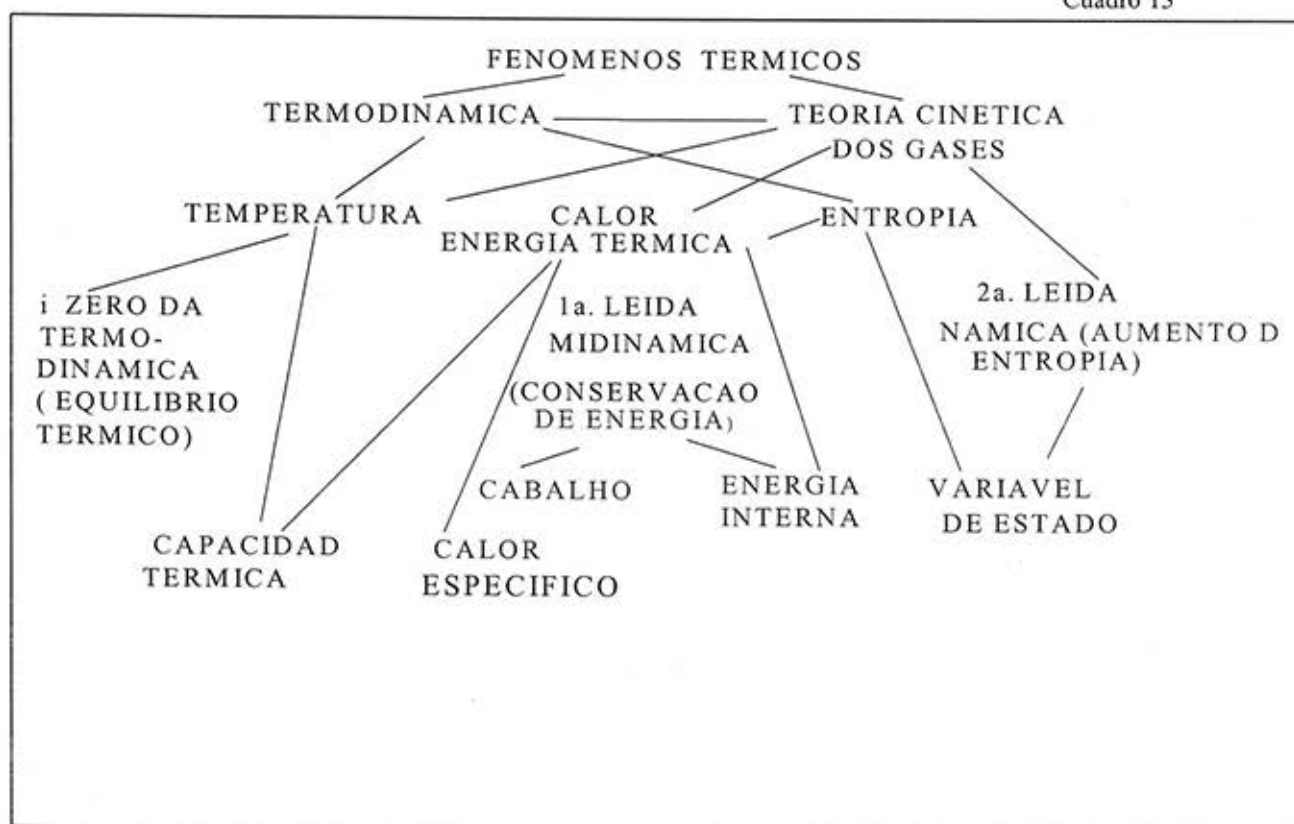 Cuadro 15
FENOMENOS TERMICOS
TERMODINAMICA
TEORIA CINETICA
DOS GASES
TEMPERATURA
CALOR
ENERGIA TERMICA
ENTROPIA
i ZERO DA
TERMO-
DINAMICA
( EQUILIBRIO
TERMICO)
1a. LEIDA
MIDINAMICA
(CONSERVACAO
DE ENERGIA)
2a. LEIDA
NAMICA (AUMENTO D
ENTROPIA)
CABALHO
ENERGIA
INTERNA
VARIAVEL
DE ESTADO
CAPACIDAD
TERMICA
CALOR
ESPECIFICO